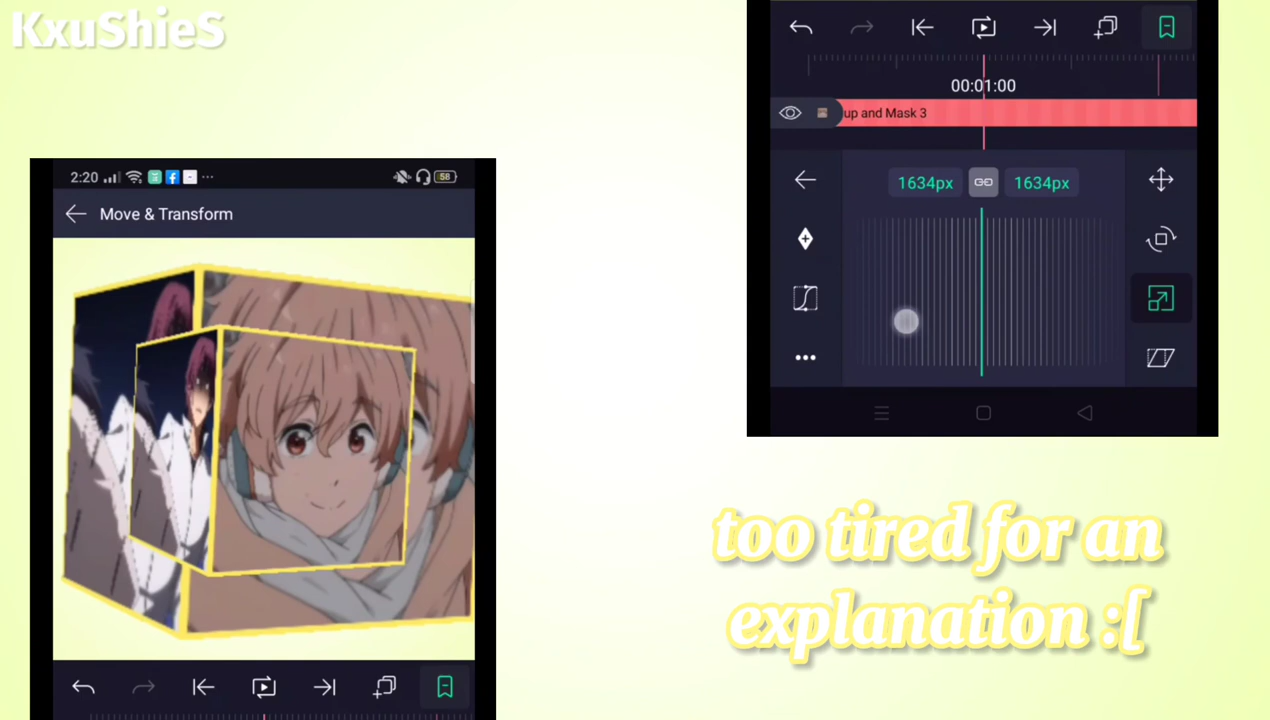 KxuShieS
2:20
58
Move & Transform
00:01:00
up and Mask 3
1634px
1634px
too tired for an
explanation :[